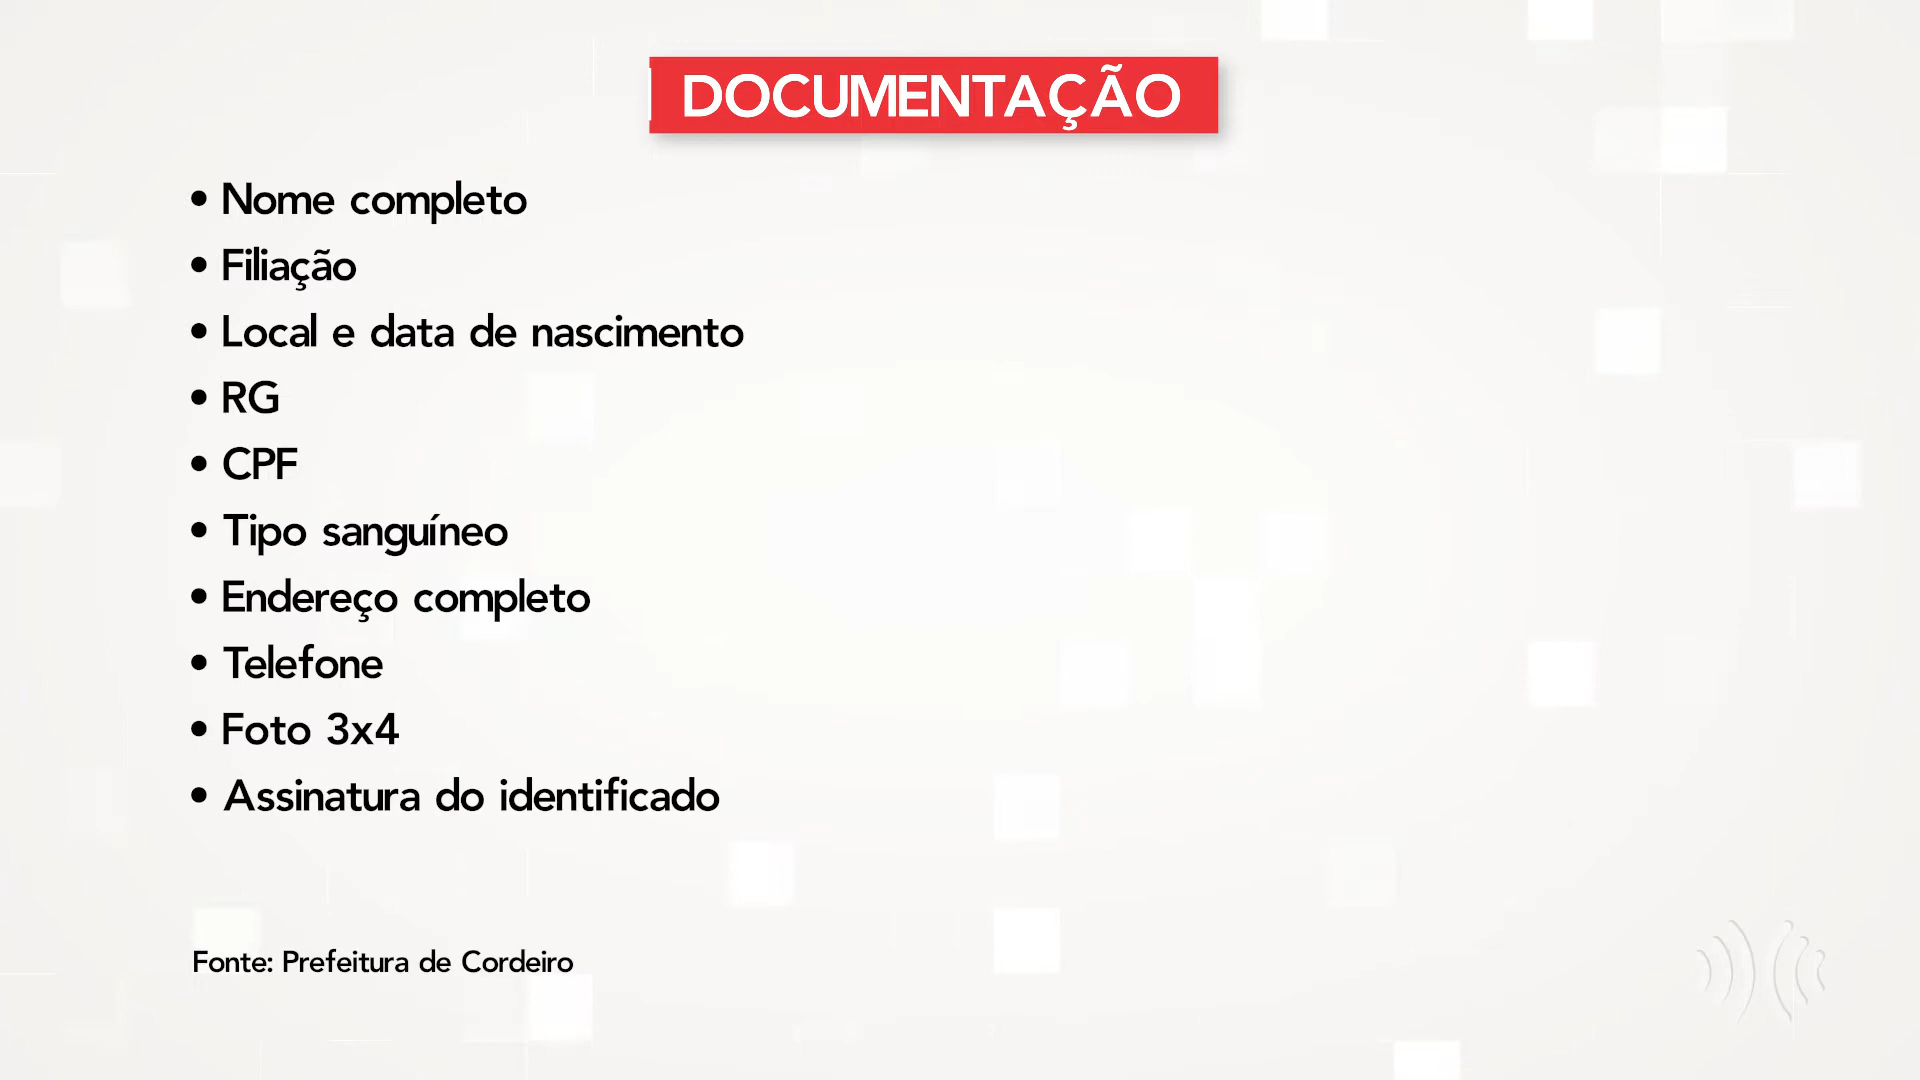 DOCUMENTAÇÃO
• Nome completo
• Filiação
• Local e data de nascimento
• RG
• CPF
• Tipo sanguíneo
• Endereço completo
• Telefone
• Foto 3x4
• Assinatura do identificado
Fonte: Prefeitura de Cordeiro